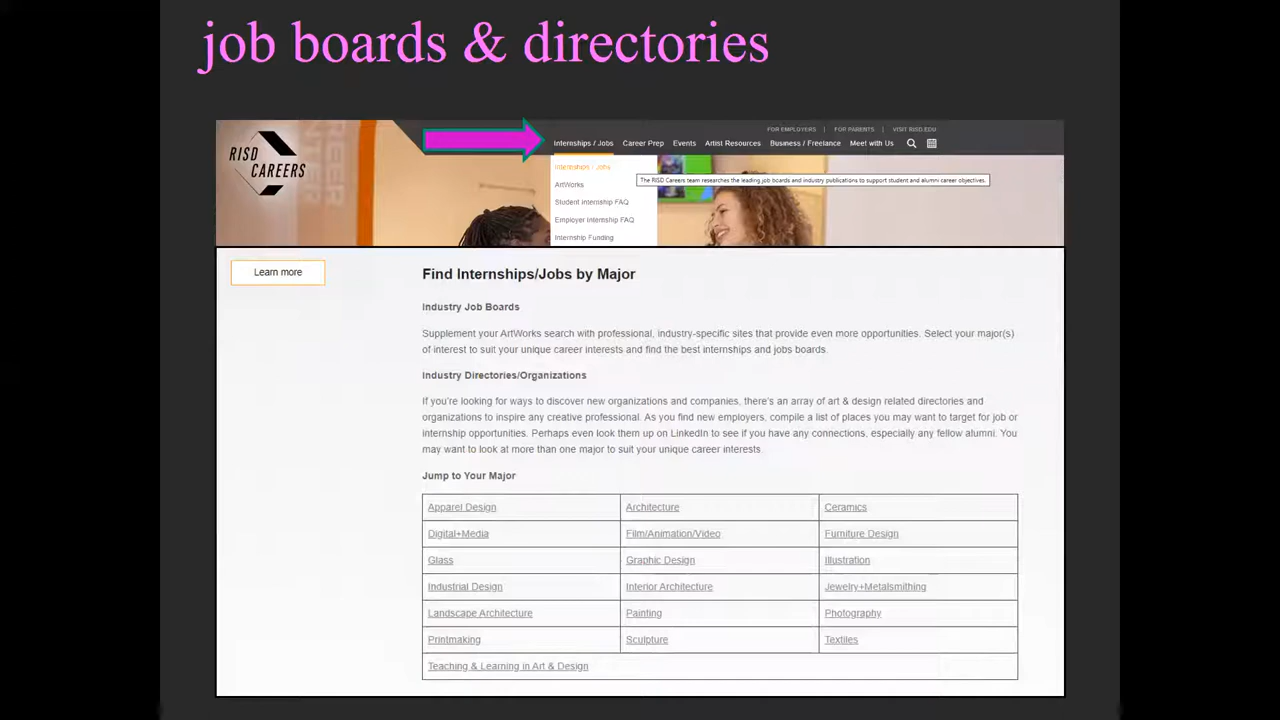 job boards & directories
FOR EMPLOYERS | FOR PARENTS | VISIT RISD.EDU
RISD
CAREERS
Internships / Jobs Career Prep Events Artist Resources Business / Freelance Meet with Us
Internships / Jobs
The RISD Careers team researches the leading job boards and industry publications to support student and alumni career objectives.
ArtWorks
Student Internship FAQ
Employer Internship FAQ
Internship Funding
Learn more
Find Internships/Jobs by Major
Industry Job Boards
Supplement your ArtWorks search with professional, industry-specific sites that provide even more opportunities. Select your major(s)
of interest to suit your unique career interests and find the best internships and jobs boards.
Industry Directories/Organizations
If you're looking for ways to discover new organizations and companies, there's an array of art & design related directories and
organizations to inspire any creative professional. As you find new employers, compile a list of places you may want to target for job or
internship opportunities. Perhaps even look them up on LinkedIn to see if you have any connections, especially any fellow alumni. You
may want to look at more than one major to suit your unique career interests.
Jump to Your Major
Apparel Design Architecture Ceramics
Digital+Media Film/Animation/Video Furniture Design
Glass Graphic Design Illustration
Industrial Design Interior Architecture Jewelry+Metalsmithing
Landscape Architecture Painting Photography
Printmaking Sculpture Textiles
Teaching & Learning in Art & Design